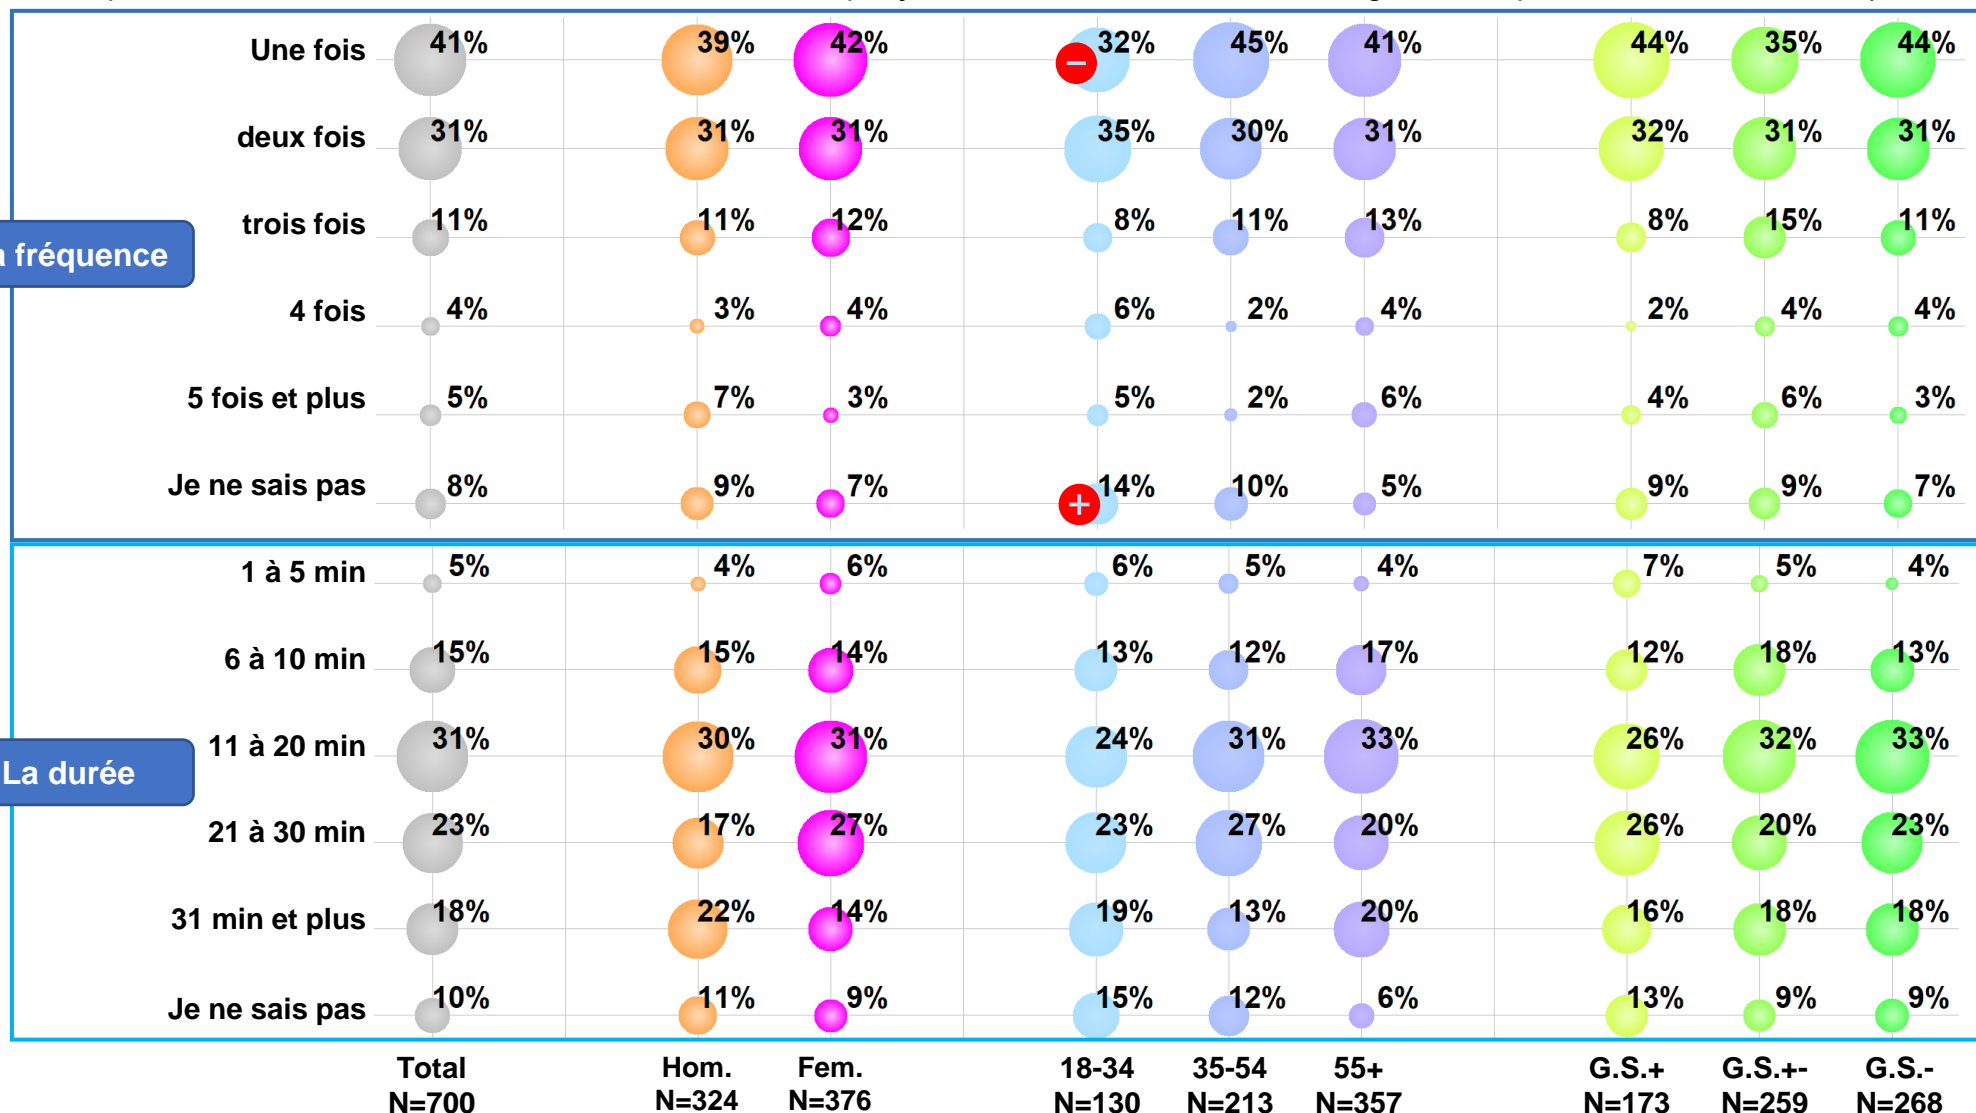 Une fois 41% 39% 42% 32% 45% 41% 44% 35% 44%
−
deux fois 31% 31% 31% 35% 30% 31% 32% 31% 31%
trois fois 11% 11% 12% 8% 11% 13% 8% 15% 11%
fréquence
4 fois 4% 3% 4% 6% 2% 4% 2% 4% 4%
5 fois et plus 5% 7% 3% 5% 2% 6% 4% 6% 3%
Je ne sais pas 8% 9% 7% 14% 10% 5% 9% 9% 7%
+
1 à 5 min 5% 4% 6% 6% 5% 4% 7% 5% 4%
6 à 10 min 15% 15% 14% 13% 12% 17% 12% 18% 13%
11 à 20 min 31% 30% 31% 24% 31% 33% 26% 32% 33%
La durée
21 à 30 min 23% 17% 27% 23% 27% 20% 26% 20% 23%
31 min et plus 18% 22% 14% 19% 13% 20% 16% 18% 18%
Je ne sais pas 10% 11% 9% 15% 12% 6% 13% 9% 9%
Total Hom. Fem. 18-34 35-54 55+ G.S.+ G.S.+- G.S.-
N=700 N=324 N=376 N=130 N=213 N=357 N=173 N=259 N=268